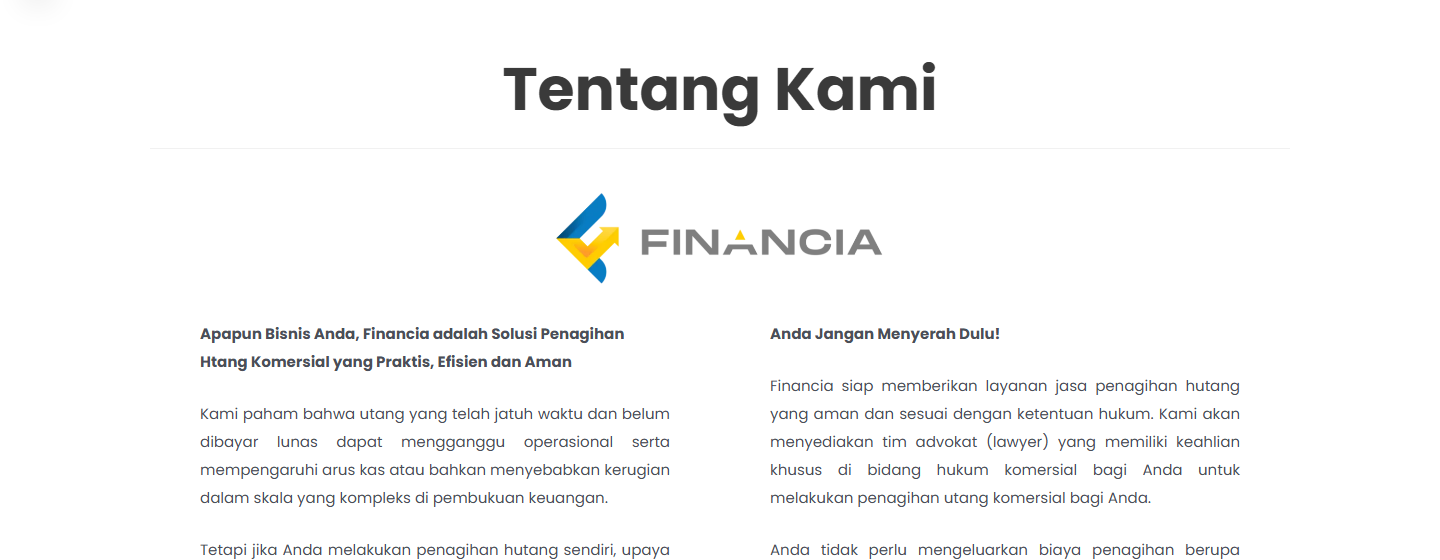 Tentang Kami
FINANCIA
Apapun Bisnis Anda, Financia adalah Solusi Penagihan
Htang Komersial yang Praktis, Efisien dan Aman
Kami paham bahwa utang yang telah jatuh waktu dan belum
dibayar lunas dapat mengganggu operasional serta
mempengaruhi arus kas atau bahkan menyebabkan kerugian
dalam skala yang kompleks di pembukuan keuangan.
Tetapi jika Anda melakukan penagihan hutang sendiri, upaya
Anda Jangan Menyerah Dulu!
Financia siap memberikan layanan jasa penagihan hutang
yang aman dan sesuai dengan ketentuan hukum. Kami akan
menyediakan tim advokat (lawyer) yang memiliki keahlian
khusus di bidang hukum komersial bagi Anda untuk
melakukan penagihan utang komersial bagi Anda.
Anda tidak perlu mengeluarkan biaya penagihan berupa